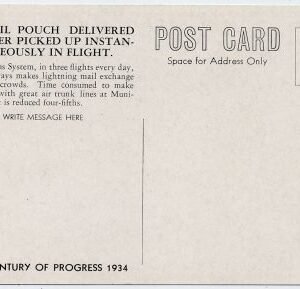 IL POUCH DELIVERED
ER PICKED UP INSTAN-
EOUSLY IN FLIGHT.
s System, in three flights every day,
ays makes lightning mail exchange
crowds. Time consumed to make
with great air trunk lines at Muni-
t is reduced four-fifths.
WRITE MESSAGE HERE
POST CARD
Space for Address Only
NTURY OF PROGRESS 1934